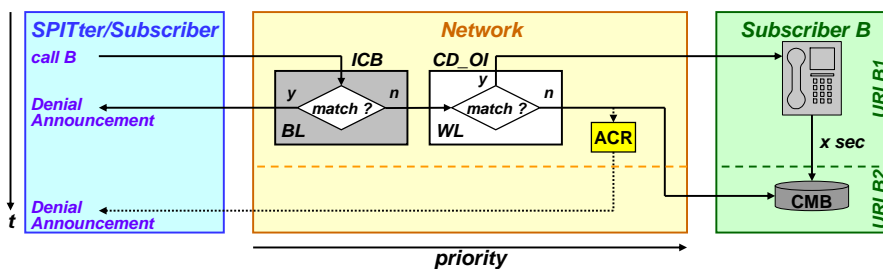 SPITter/Subscriber
Network
Subscriber B
call B
ICB
CD_OI
y
match ?
n
y
match ?
n
BL
WL
Denial
Announcement
ACR
URI B1
x sec
Denial
Announcement
CMB
URI B2
t
priority